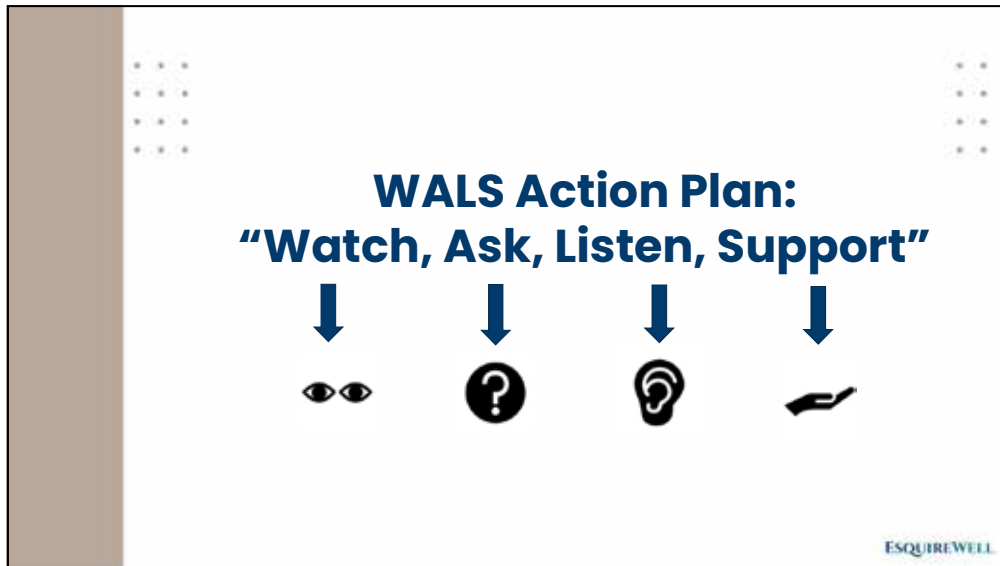 WALS Action Plan:
“Watch, Ask, Listen, Support”
?
ESQUIREWELL